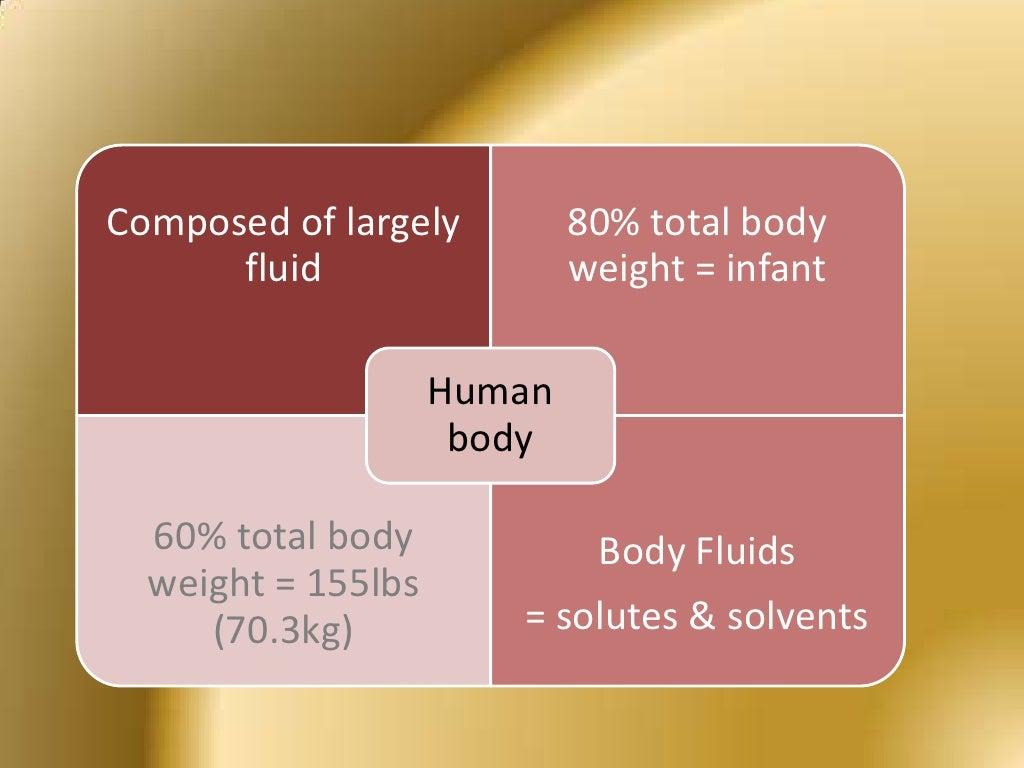 Composed of largely
fluid
80% total body
weight = infant
Human
body
60% total body
weight = 155lbs
(70.3kg)
Body Fluids
= solutes & solvents